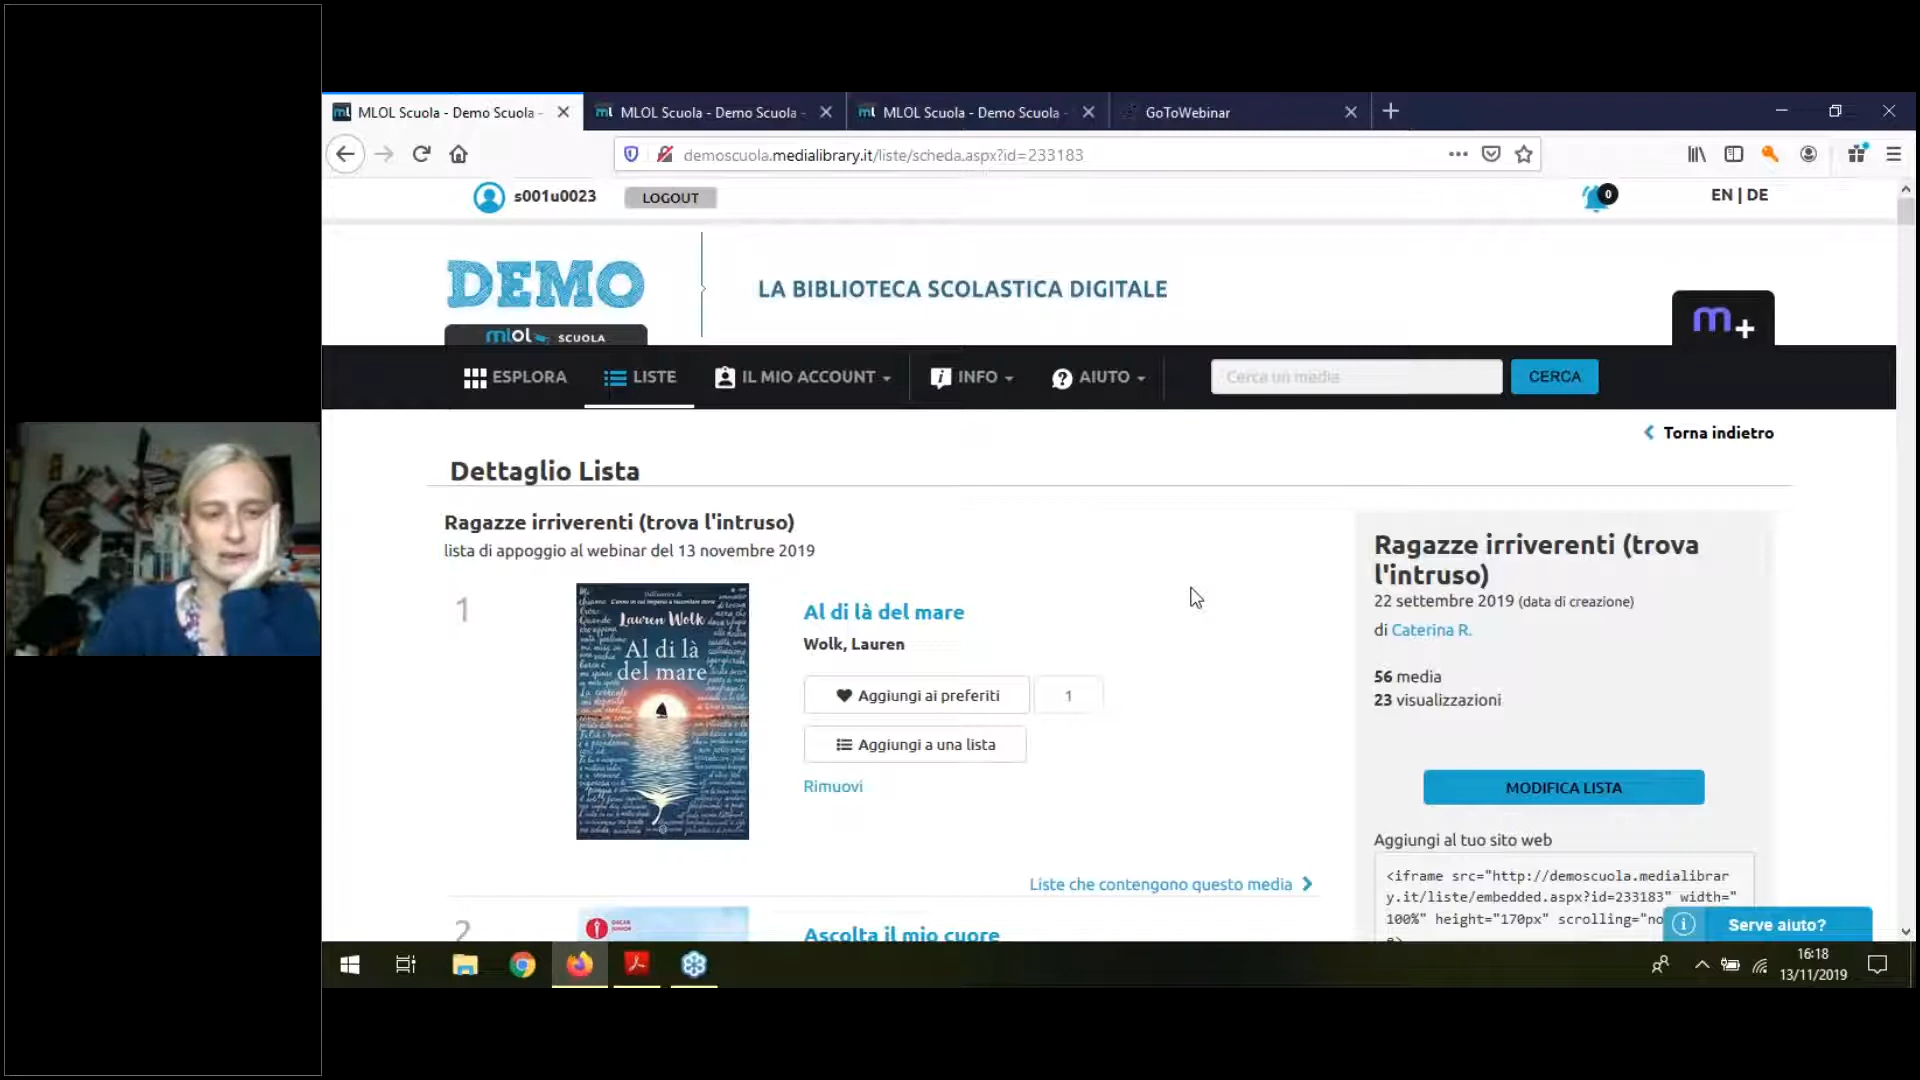 MLOL Scuola - Demo Scuola -
MLOL Scuola - Demo Scuola -
MLOL Scuola - Demo Scuola -
GoToWebinar
demoscuola.medialibrary.it/liste/scheda.aspx?id=233183
s001u0023
LOGOUT
0
EN | DE
DEMO
mlol SCUOLA
LA BIBLIOTECA SCOLASTICA DIGITALE
m+
ESPLORA
LISTE
IL MIO ACCOUNT
INFO
AIUTO
Cerca un media
CERCA
Torna indietro
Dettaglio Lista
Ragazze irriverenti (trova l'intruso)
lista di appoggio al webinar del 13 novembre 2019
1
Lauren Wolk
Al di là
del mare
Al di là del mare
Wolk, Lauren
Aggiungi ai preferiti
1
Aggiungi a una lista
Rimuovi
Liste che contengono questo media
2
OSCAR
JUNIOR
Ascolta il mio cuore
Ragazze irriverenti (trova
l'intruso)
22 settembre 2019 (data di creazione)
di Caterina R.
56 media
23 visualizzazioni
MODIFICA LISTA
Aggiungi al tuo sito web
<iframe src="http://demoscuola.medialibrar
y.it/liste/embedded.aspx?id=233183" width="
100%" height="170px" scrolling="no
Serve aiuto?
16:18
13/11/2019